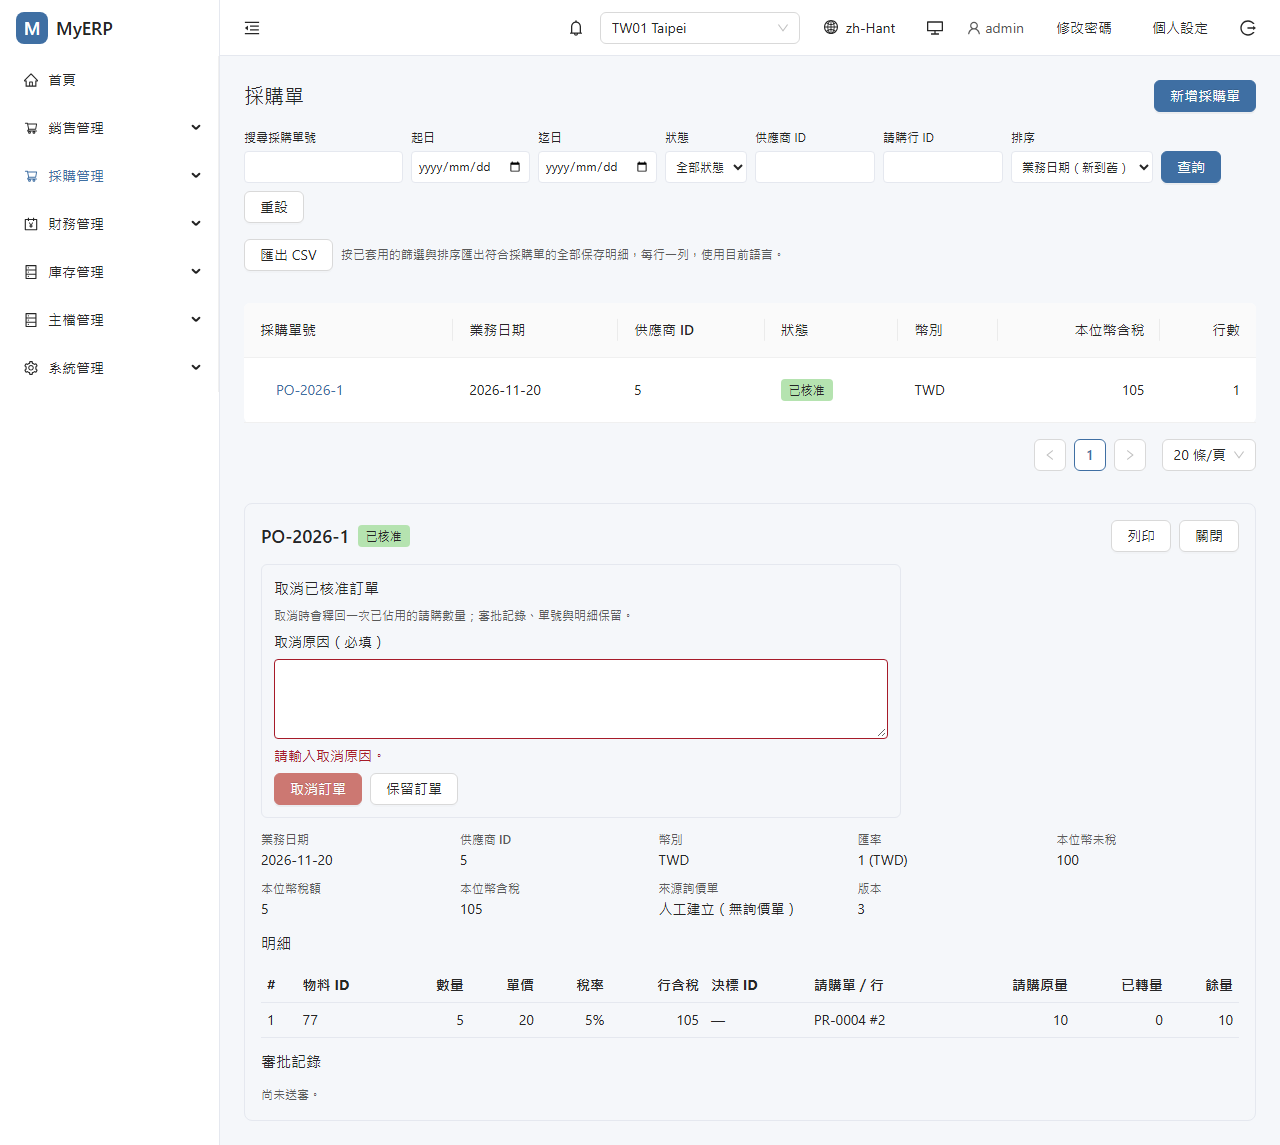 M MyERP
TW01 Taipei
zh-Hant
admin
修改密碼
個人設定
首頁
銷售管理
採購管理
財務管理
庫存管理
主檔管理
系統管理
採購單
新增採購單
搜尋採購單號 起日 迄日 狀態 供應商 ID 請購行 ID 排序
yyyy/mm/dd yyyy/mm/dd 全部狀態 業務日期（新到舊） 查詢
重設
匯出 CSV 按已套用的篩選與排序匯出符合採購單的全部保存明細，每行一列，使用目前語言。
採購單號 業務日期 供應商 ID 狀態 幣別 本位幣含稅 行數
PO-2026-1 2026-11-20 5 已核准 TWD 105 1
< 1 > 20 條/頁
PO-2026-1 已核准 列印 關閉
取消已核准訂單
取消時會釋回一次已佔用的請購數量；審批記錄、單號與明細保留。
取消原因（必填）
請輸入取消原因。
取消訂單 保留訂單
業務日期 供應商 ID 幣別 匯率 本位幣未稅
2026-11-20 5 TWD 1 (TWD) 100
本位幣稅額 本位幣含稅 來源詢價單 版本
5 105 人工建立（無詢價單） 3
明細
# 物料 ID 數量 單價 稅率 行含稅 決標 ID 請購單 / 行 請購原量 已轉量 餘量
1 77 5 20 5% 105 — PR-0004 #2 10 0 10
審批記錄
尚未送審。